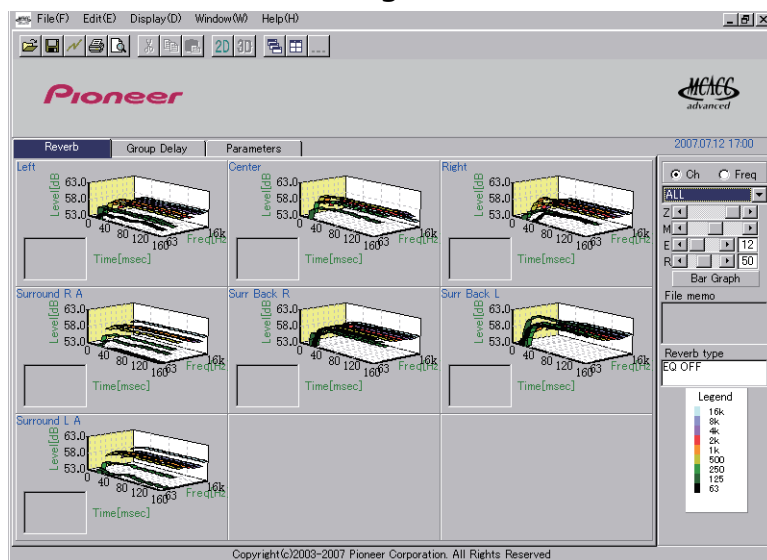 File(F) Edit(E) Display(D) Window(W) Help(H)
2D 3D ...
Pioneer
MCACC
advanced
Reverb Group Delay Parameters 2007.07.12 17:00
Left Center Right
Level[dB 63.0 58.0 53.0 0 40 80 120 160 63 Freq[Hz 16k Time[msec]
Level[dB 63.0 58.0 53.0 0 40 80 120 160 63 Freq[Hz 16k Time[msec]
Level[dB 63.0 58.0 53.0 0 40 80 120 160 63 Freq[Hz 16k Time[msec]
Surround R A Surr Back R Surr Back L
Level[dB 63.0 58.0 53.0 0 40 80 120 160 63 Freq[Hz 16k Time[msec]
Level[dB 63.0 58.0 53.0 0 40 80 120 160 63 Freq[Hz 16k Time[msec]
Level[dB 63.0 58.0 53.0 0 40 80 120 160 63 Freq[Hz 16k Time[msec]
Surround L A
Level[dB 63.0 58.0 53.0 0 40 80 120 160 63 Freq[Hz 16k Time[msec]
Ch Freq
ALL
Z
M
E 12
R 50
Bar Graph
File memo
Reverb type
EQ OFF
Legend
16k
8k
4k
2k
1k
500
250
125
63
Copyright(c)2003-2007 Pioneer Corporation. All Rights Reserved